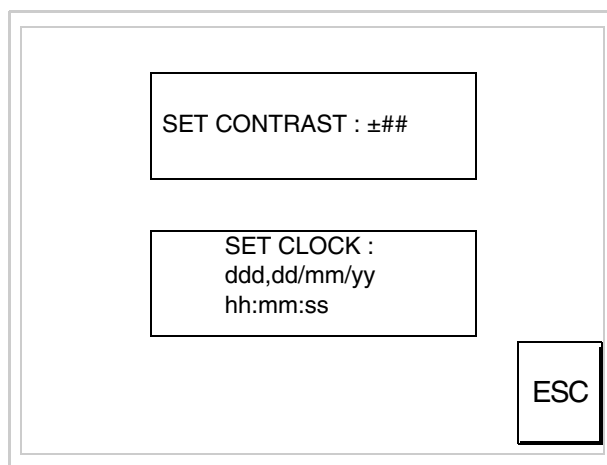 SET CONTRAST : ±##
SET CLOCK :
ddd,dd/mm/yy
hh:mm:ss
ESC